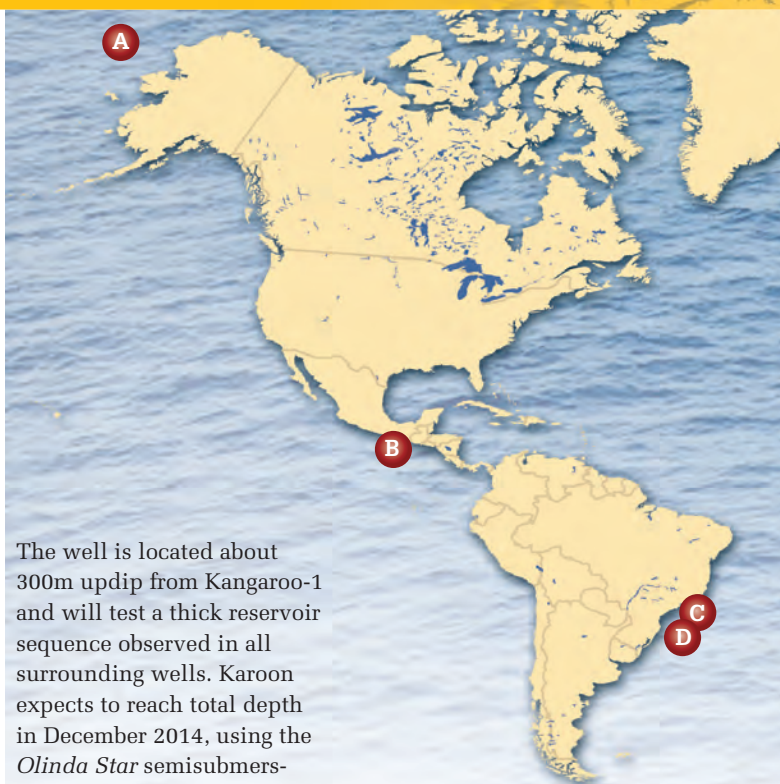 A
B
C
D
The well is located about
300m updip from Kangaroo-1
and will test a thick reservoir
sequence observed in all
surrounding wells. Karoon
expects to reach total depth
in December 2014, using the
Olinda Star semisubmers-